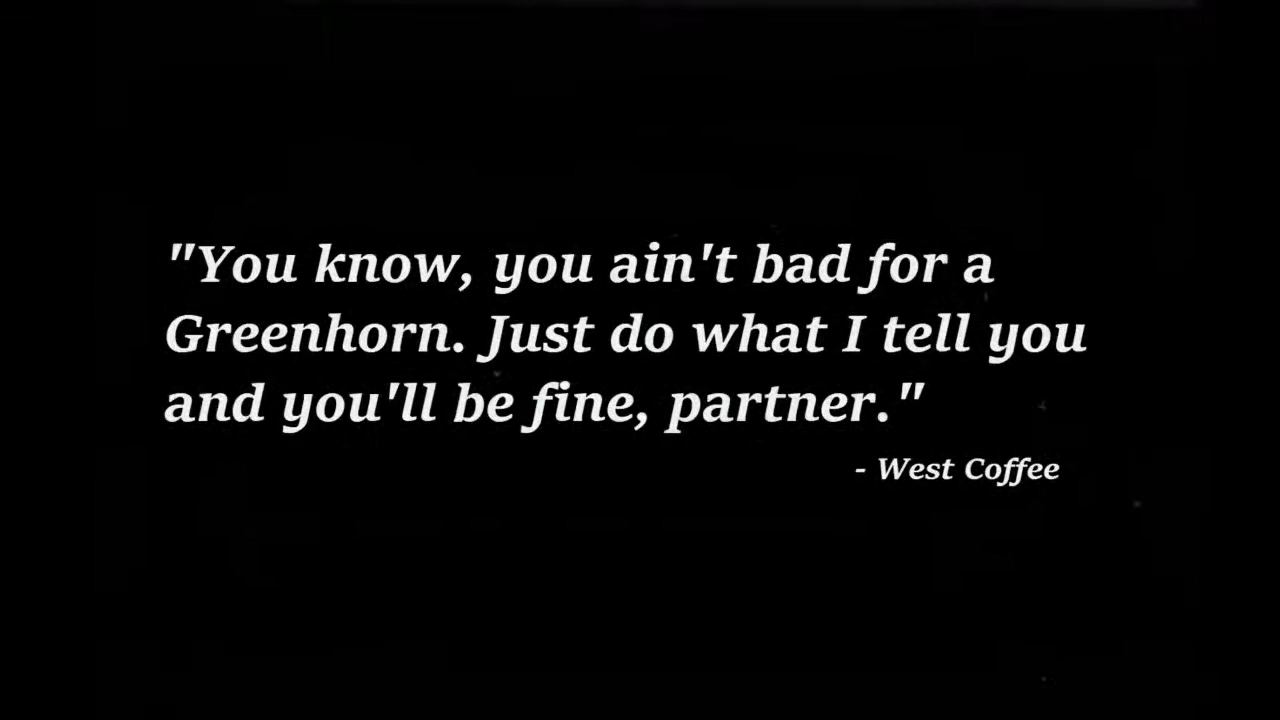 "You know, you ain't bad for a
Greenhorn. Just do what I tell you
and you'll be fine, partner."
- West Coffee